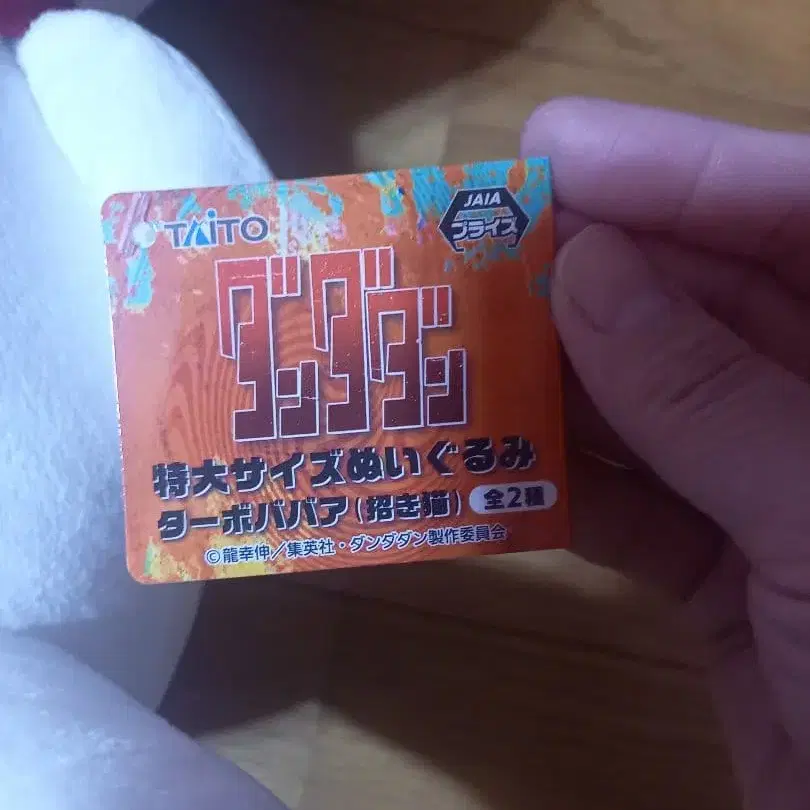 TAITO
JAIA
プライズ
ダンダダン
特大サイズぬいぐるみ
ターボババア(招き猫) 全2種
©龍幸伸/集英社・ダンダダン製作委員会